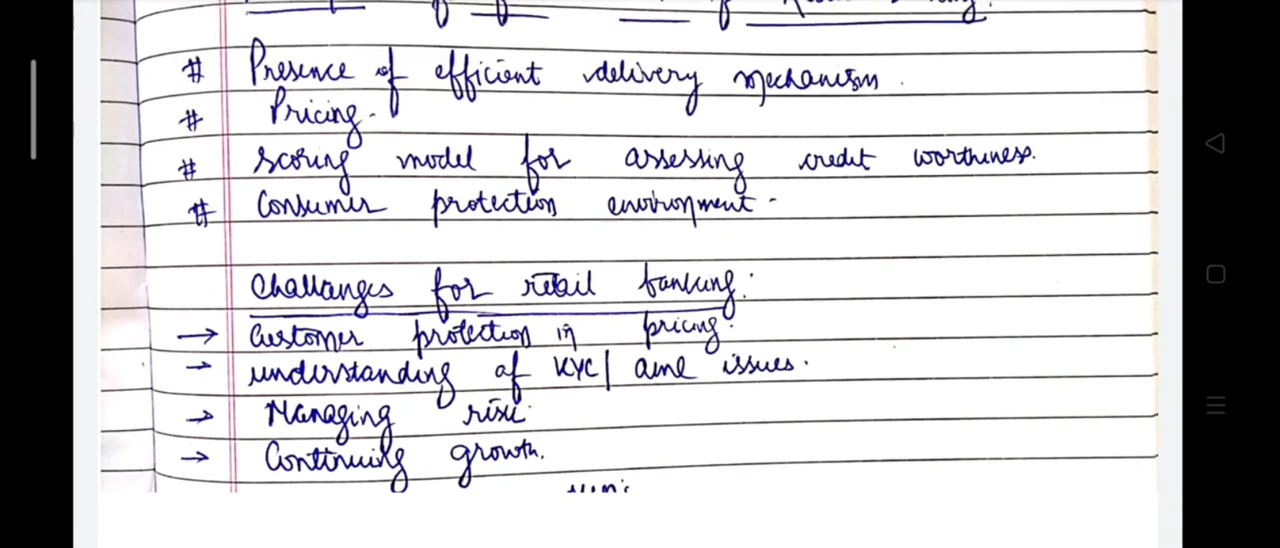 # Presence of efficient delivery mechanism.
# Pricing.
# Scoring model for assessing credit worthiness.
# Consumer protection environment.
Challanges for retail banking:
→ Customer protection in pricing.
→ understanding of KYC/ AML issues.
→ Managing risk.
→ Continuing growth.